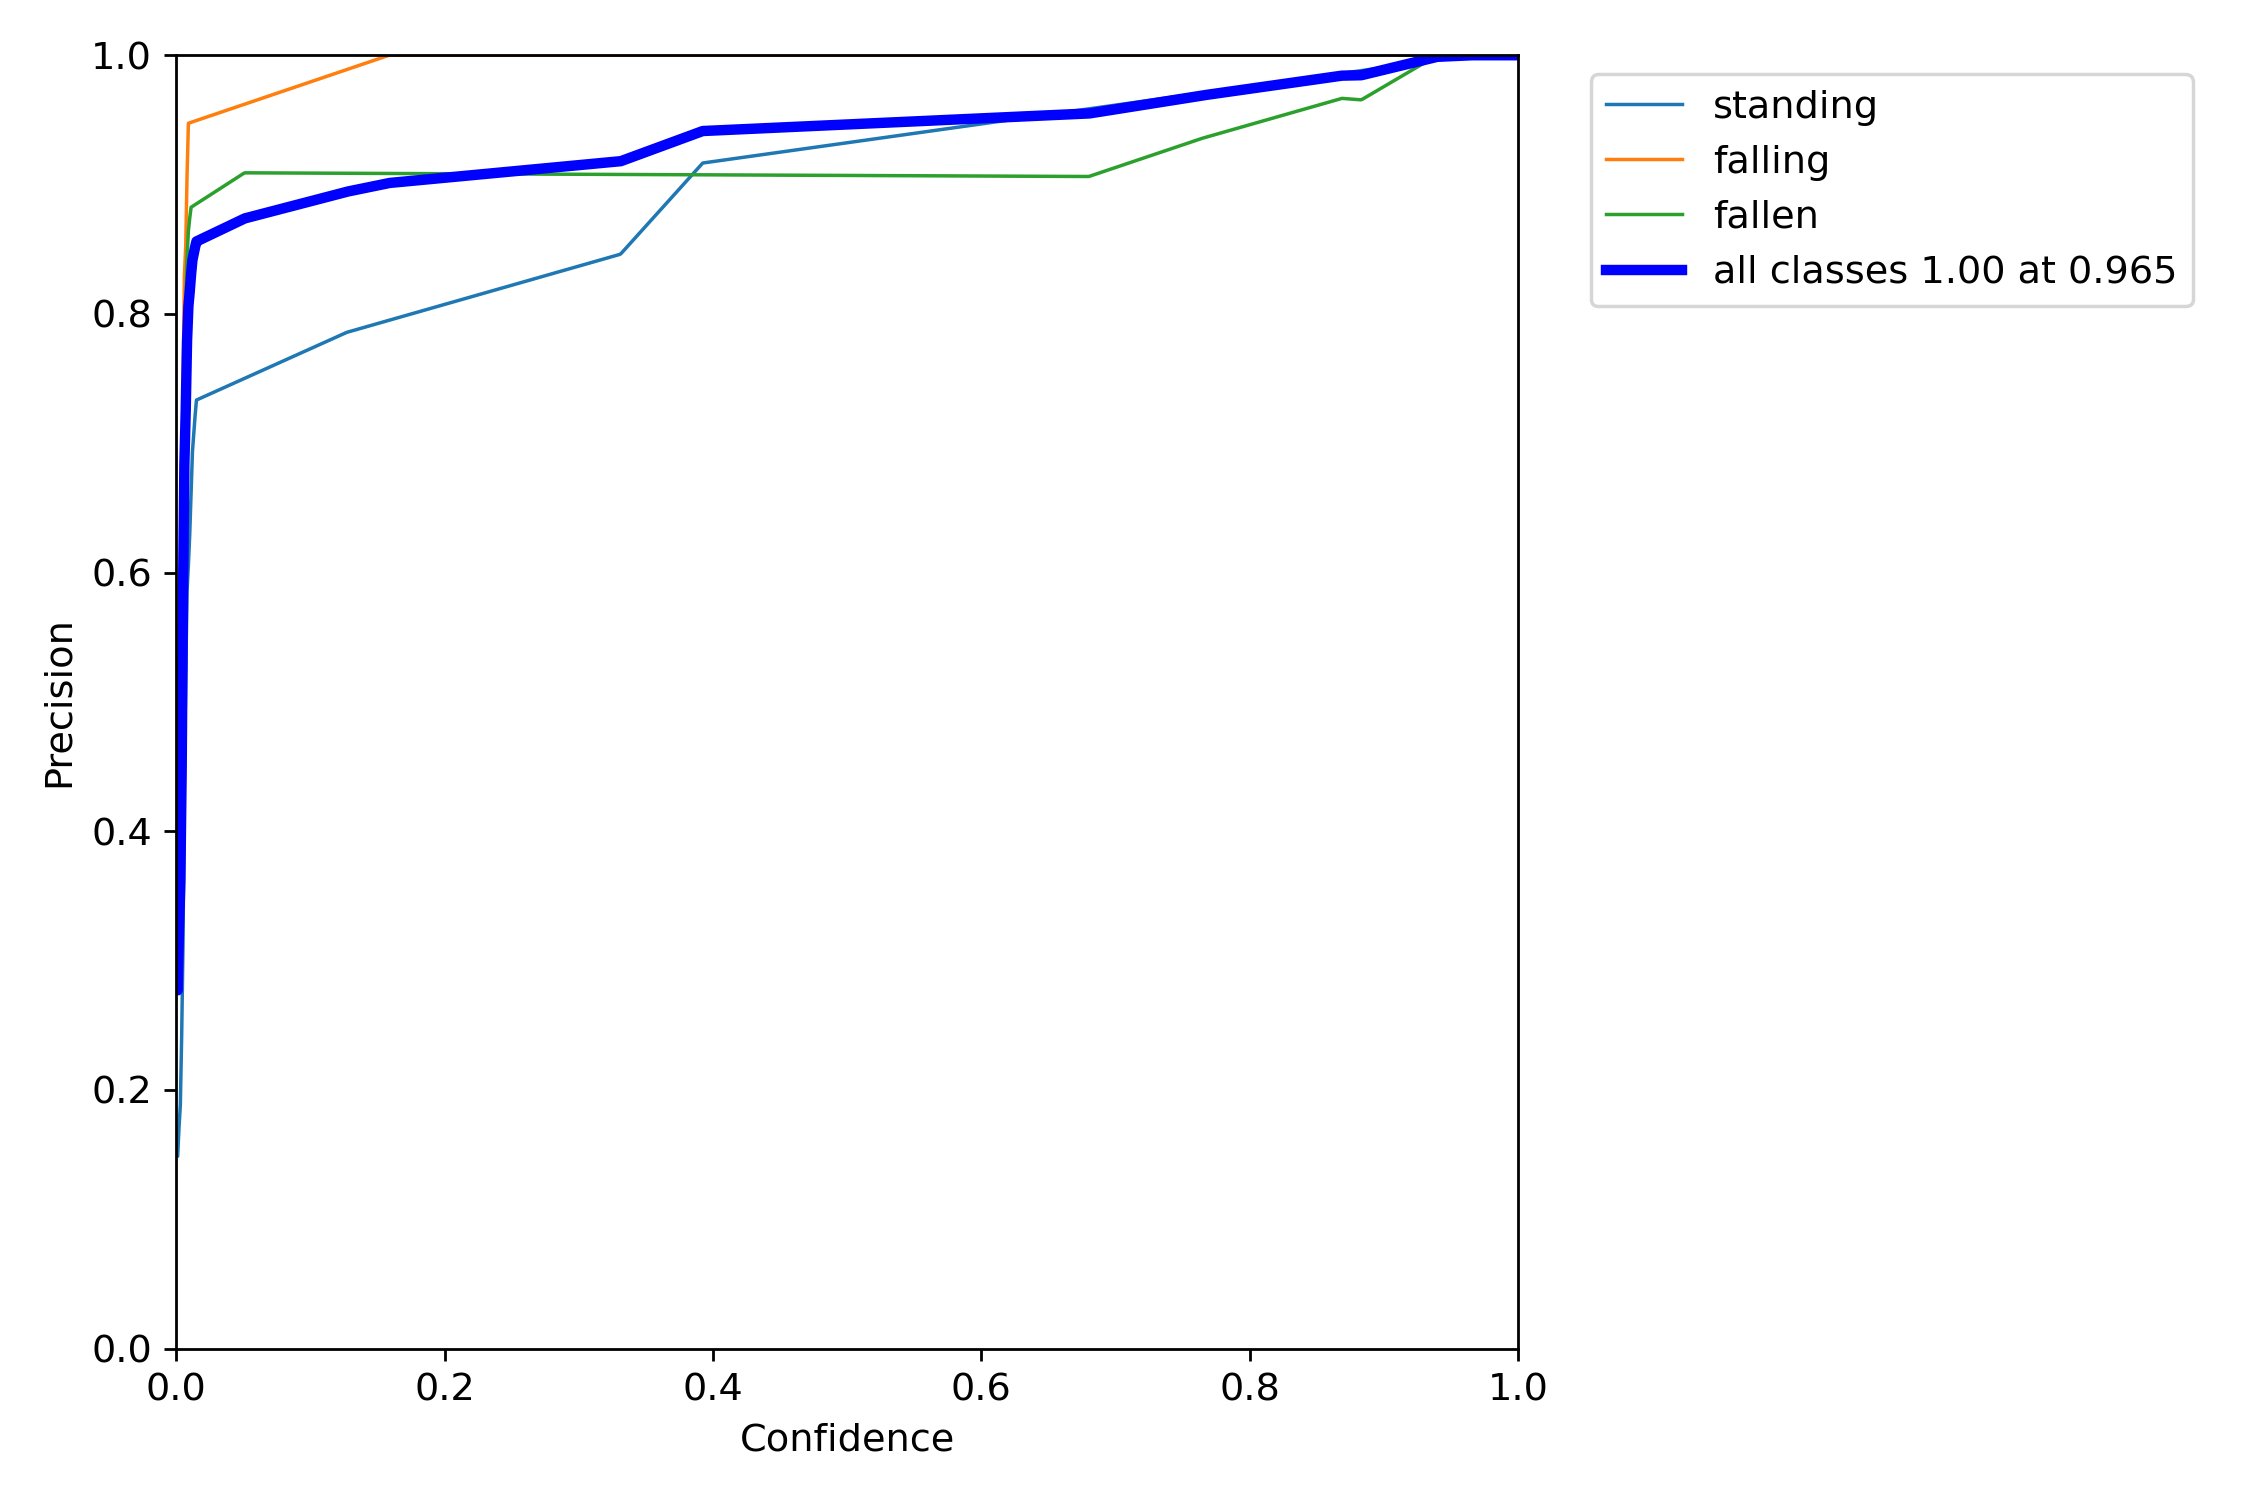 1.0
0.8
0.6
0.4
0.2
0.0
Precision
0.0 0.2 0.4 0.6 0.8 1.0
Confidence
standing
falling
fallen
all classes 1.00 at 0.965